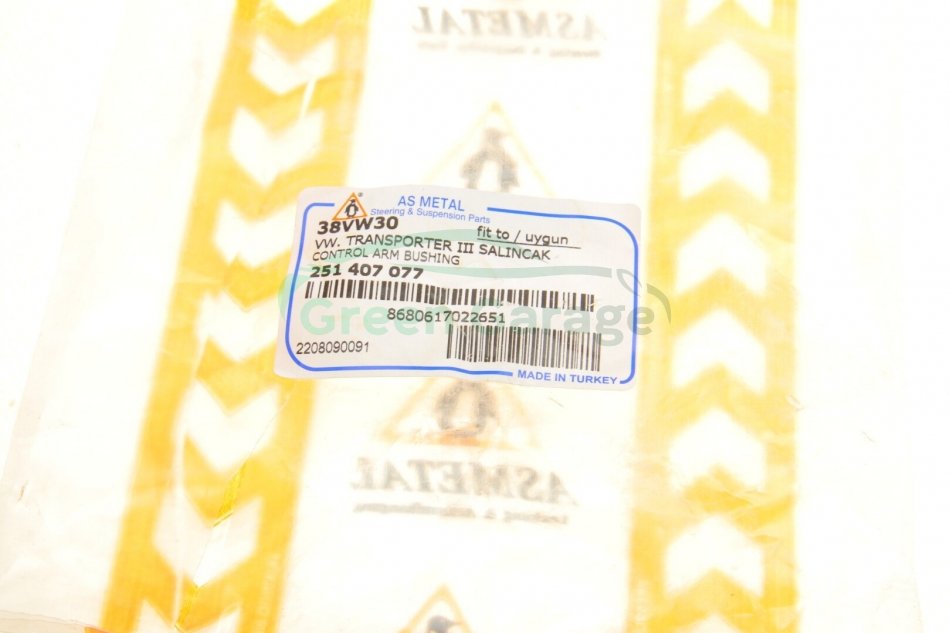 ASMETAL
AS METAL
Steering & Suspension Parts
38VW30
fit to / uygun
VW. TRANSPORTER III SALINCAK
CONTROL ARM BUSHING
251 407 077
GreenGarage
8680617022651
2208090091
MADE IN TURKEY
ASMETAL